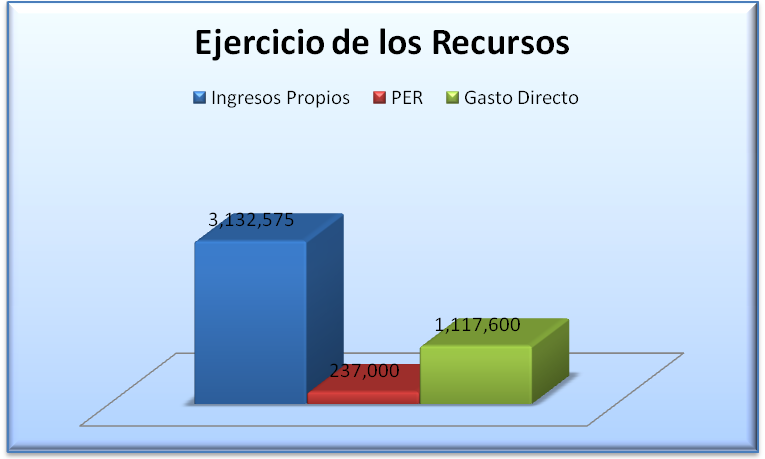 Ejercicio de los Recursos
Ingresos Propios PER Gasto Directo
3,132,575
1,117,600
237,000